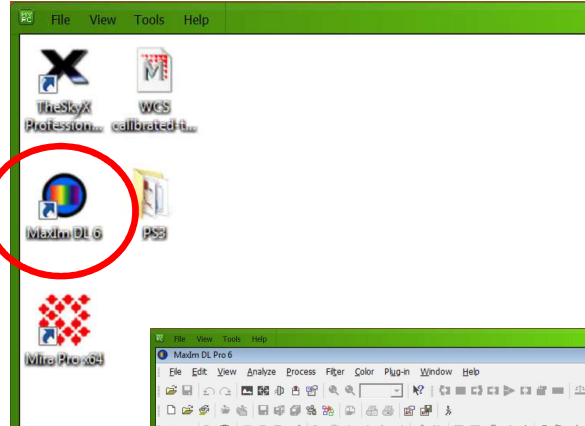 File View Tools Help
TheSkyX Profession...
WCS calibrated-t...
MaxIm DL 6
PS3
Mira Pro x64
File View Tools Help
MaxIm DL Pro 6
File Edit View Analyze Process Filter Color Plug-in Window Help